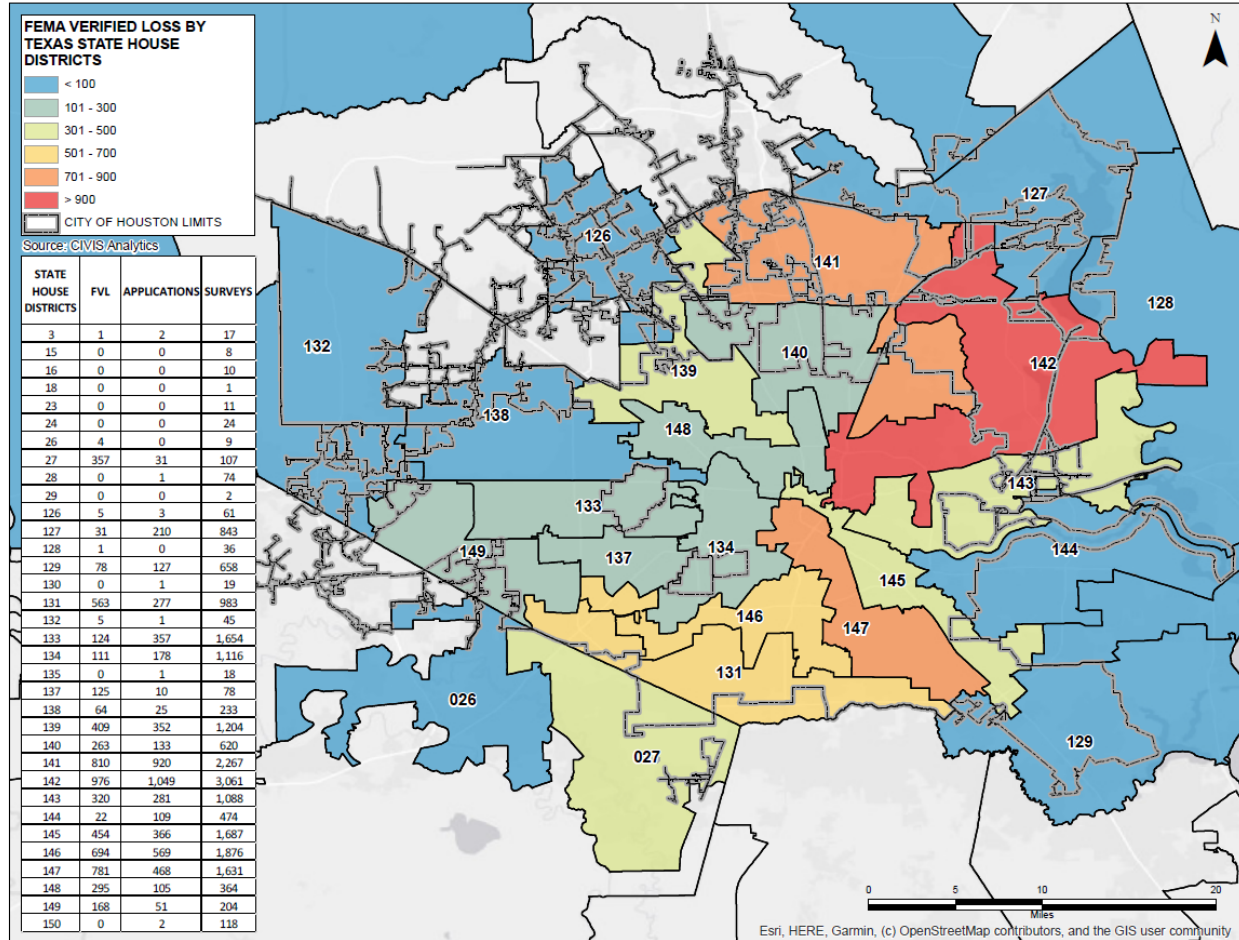 FEMA VERIFIED LOSS BY
TEXAS STATE HOUSE
DISTRICTS
< 100
101 - 300
301 - 500
501 - 700
701 - 900
> 900
CITY OF HOUSTON LIMITS
Source: CIVIS Analytics
STATE HOUSE DISTRICTS FVL APPLICATIONS SURVEYS
3 1 2 17
15 0 0 8
16 0 0 10
18 0 0 1
23 0 0 11
24 0 0 24
26 4 0 9
27 357 31 107
28 0 1 74
29 0 0 2
126 5 3 61
127 31 210 843
128 1 0 36
129 78 127 658
130 0 1 19
131 563 277 983
132 5 1 45
133 124 357 1,654
134 111 178 1,116
135 0 1 18
137 125 10 78
138 64 25 233
139 409 352 1,204
140 263 133 620
141 810 920 2,267
142 976 1,049 3,061
143 320 281 1,088
144 22 109 474
145 454 366 1,687
146 694 569 1,876
147 781 468 1,631
148 295 105 364
149 168 51 204
150 0 2 118
N
127
126
141
128
132
140
142
139
138
148
143
133
134
144
149
137
145
146
147
131
026
129
027
0 5 10 20
Miles
Esri, HERE, Garmin, (c) OpenStreetMap contributors, and the GIS user community